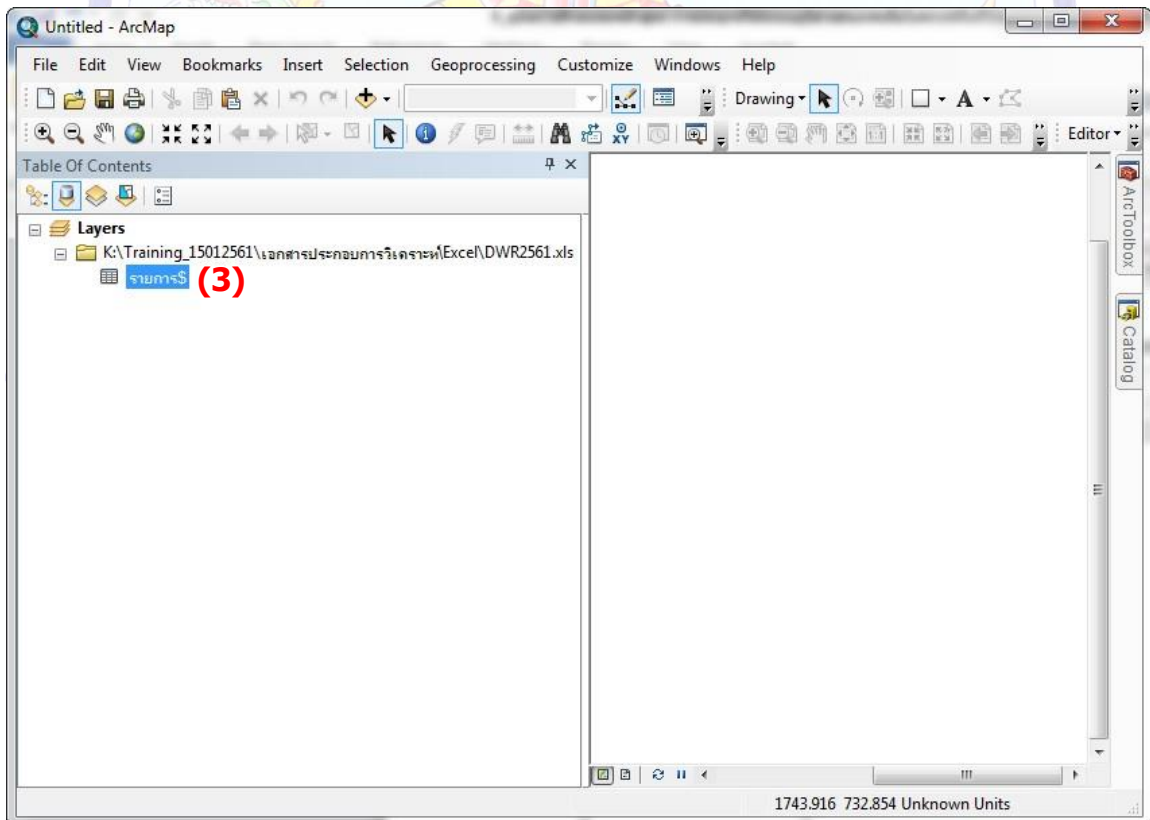 Untitled - ArcMap
File Edit View Bookmarks Insert Selection Geoprocessing Customize Windows Help
Drawing A
Editor
Table Of Contents
Layers
K:\Training_15012561\เอกสารประกอบการวิเคราะห์\Excel\DWR2561.xls
รายการ$ (3)
ArcToolbox
Catalog
1743.916 732.854 Unknown Units